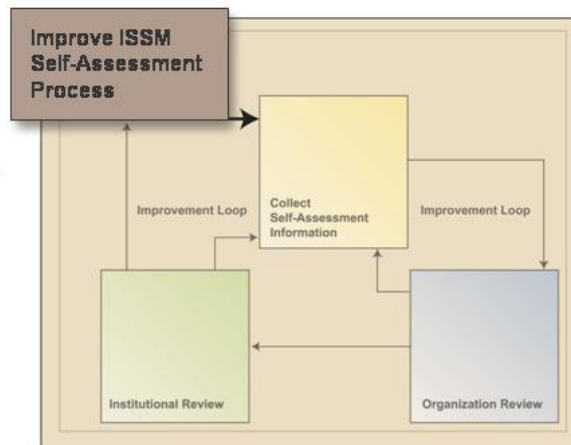 Improve ISSM
Self-Assessment
Process
Improvement Loop
Collect
Self-Assessment
Information
Improvement Loop
Institutional Review
Organization Review